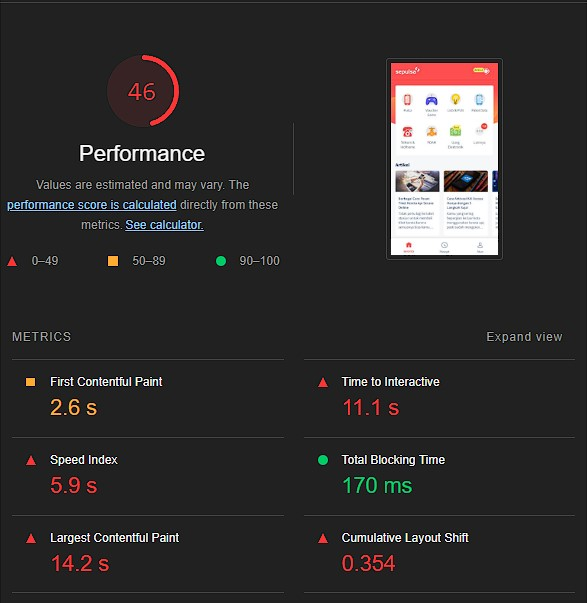 46
Performance
Values are estimated and may vary. The
performance score is calculated directly from these
metrics. See calculator.
0–49
50–89
90–100
sepulsa
Artikel
METRICS
Expand view
First Contentful Paint
2.6 s
Time to Interactive
11.1 s
Speed Index
5.9 s
Total Blocking Time
170 ms
Largest Contentful Paint
14.2 s
Cumulative Layout Shift
0.354